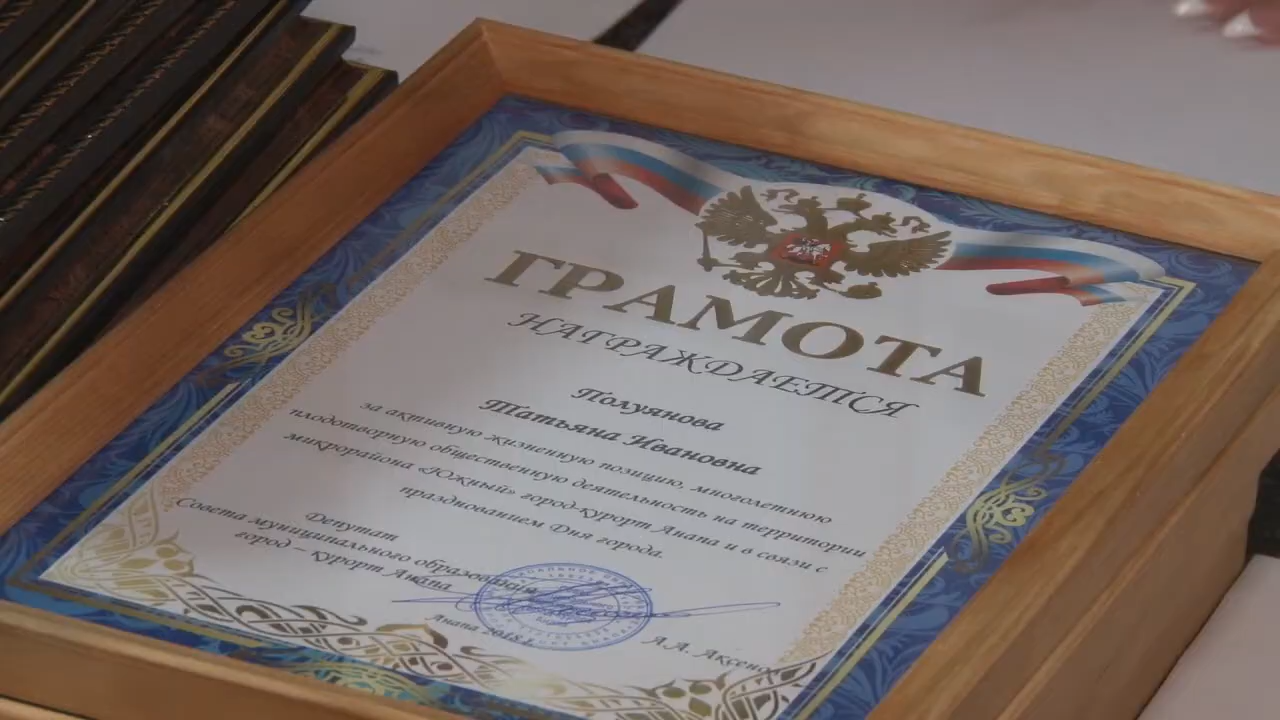 ГРАМОТА
НАГРАЖДАЕТСЯ
Полуянова
Татьяна Ивановна
за активную жизненную позицию, многолетнюю
плодотворную общественную деятельность на территории
микрорайона «Южный» город-курорт Анапа и в связи с
празднованием Дня города.
Депутат
Совета муниципального образования
город – курорт Анапа
А.А.
Анапа 2018